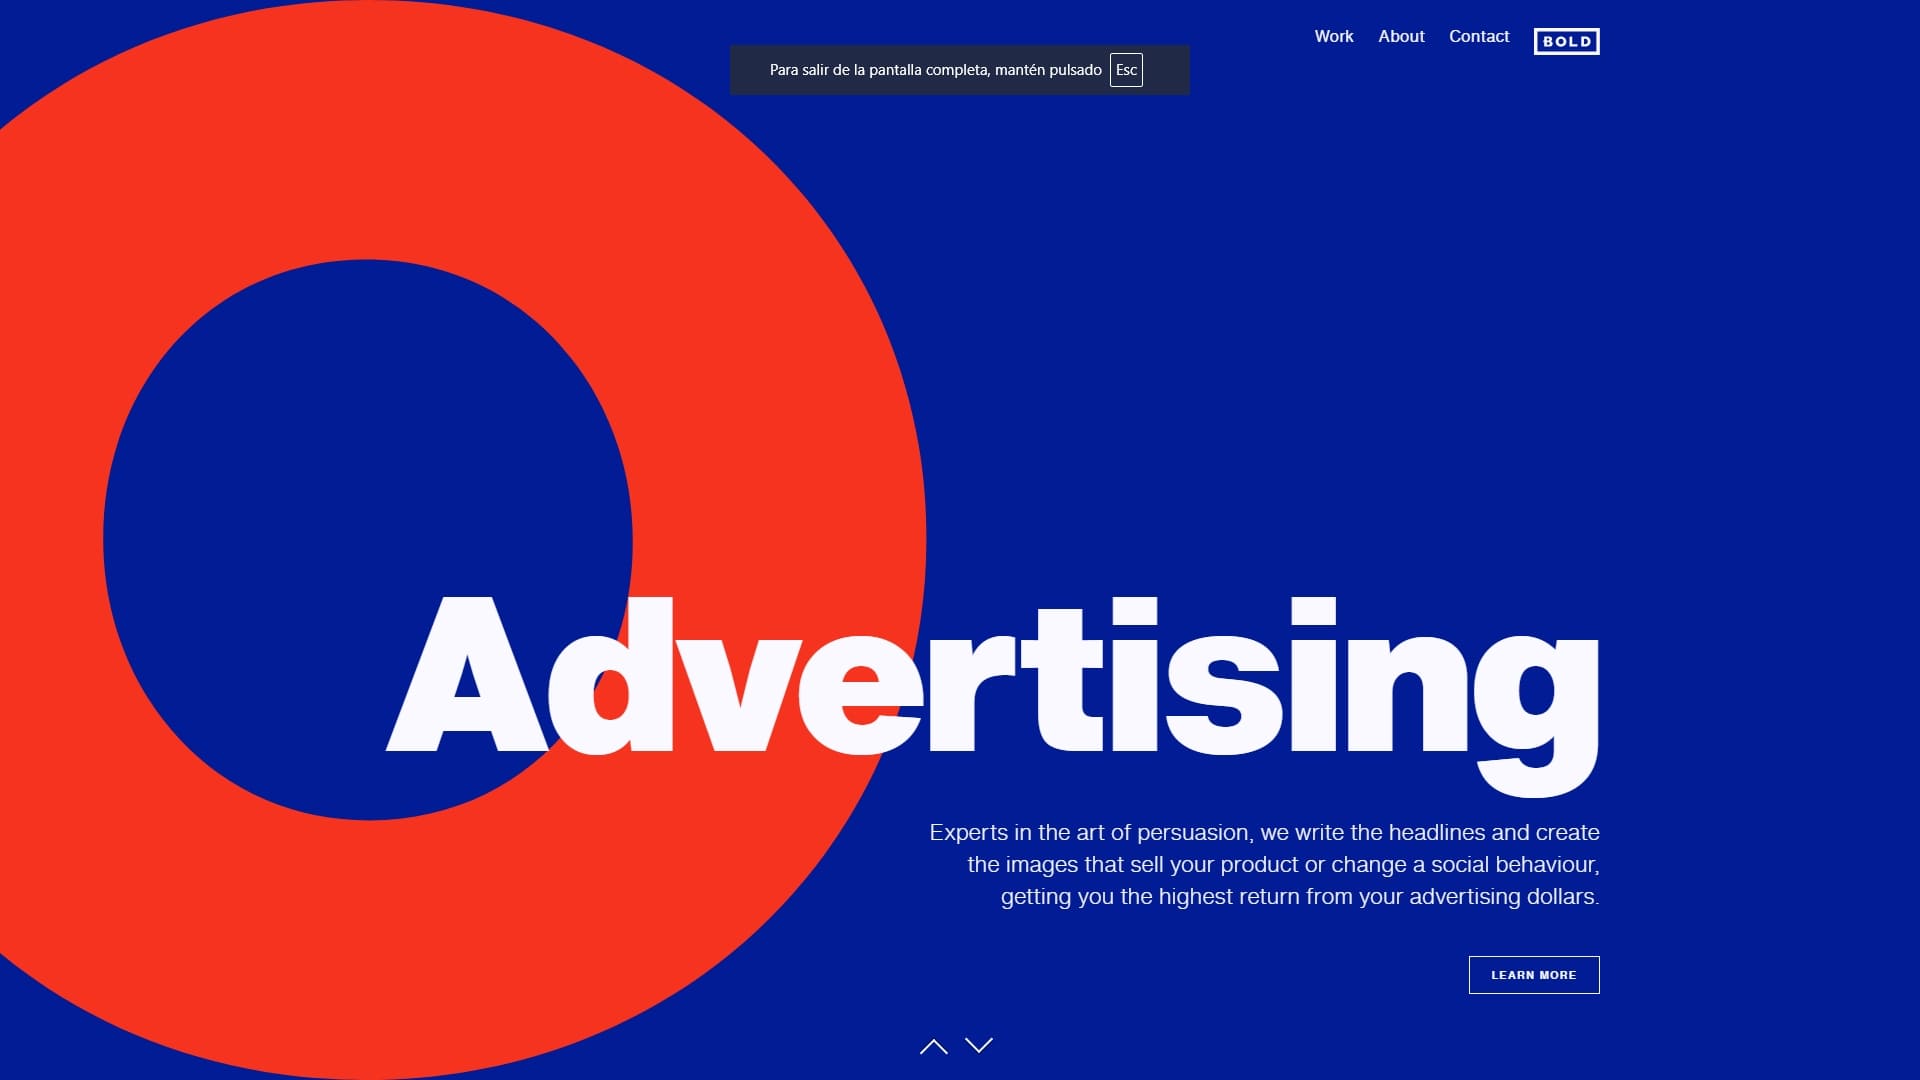 Work About Contact BOLD
Para salir de la pantalla completa, mantén pulsado Esc
Advertising
Experts in the art of persuasion, we write the headlines and create
the images that sell your product or change a social behaviour,
getting you the highest return from your advertising dollars.
LEARN MORE